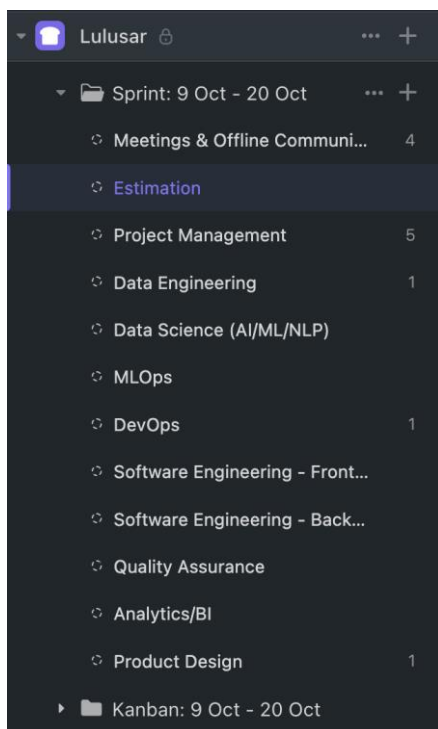 Lulusar
Sprint: 9 Oct - 20 Oct
Meetings & Offline Communi... 4
Estimation
Project Management 5
Data Engineering 1
Data Science (AI/ML/NLP)
MLOps
DevOps 1
Software Engineering - Front...
Software Engineering - Back...
Quality Assurance
Analytics/BI
Product Design 1
Kanban: 9 Oct - 20 Oct